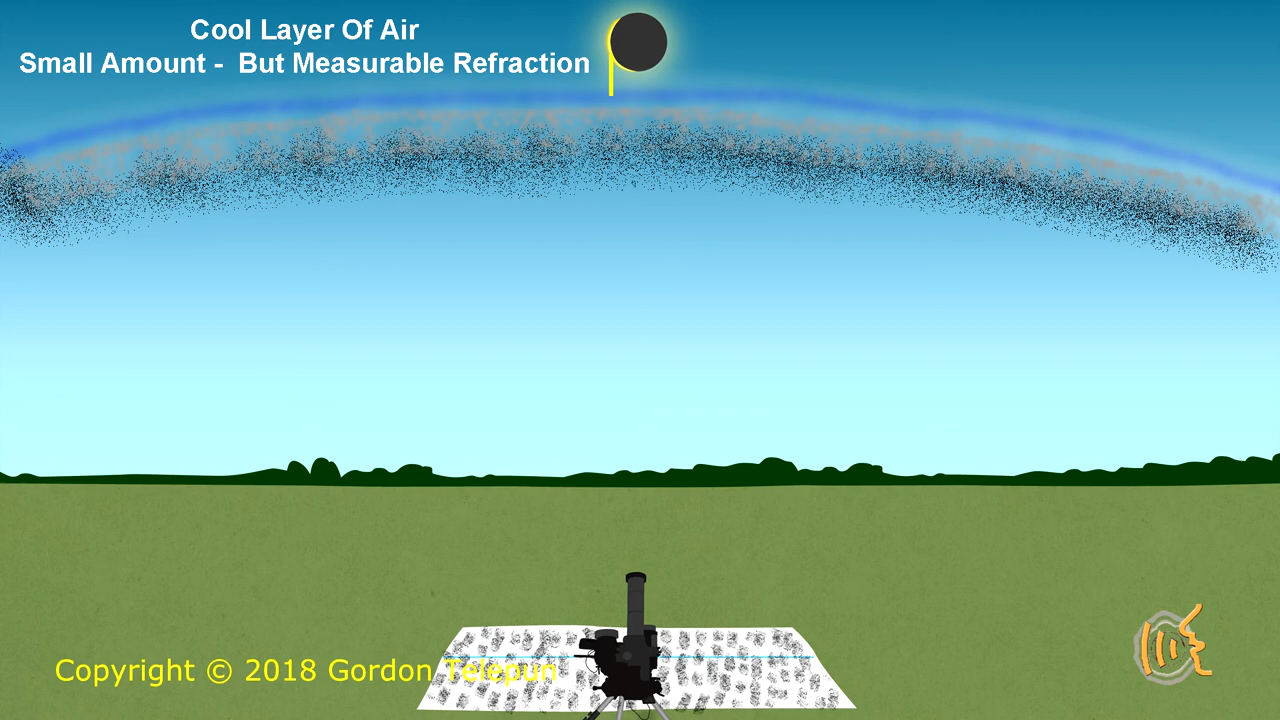 Cool Layer Of Air
Small Amount -  But Measurable Refraction
Copyright © 2018 Gordon Telepun